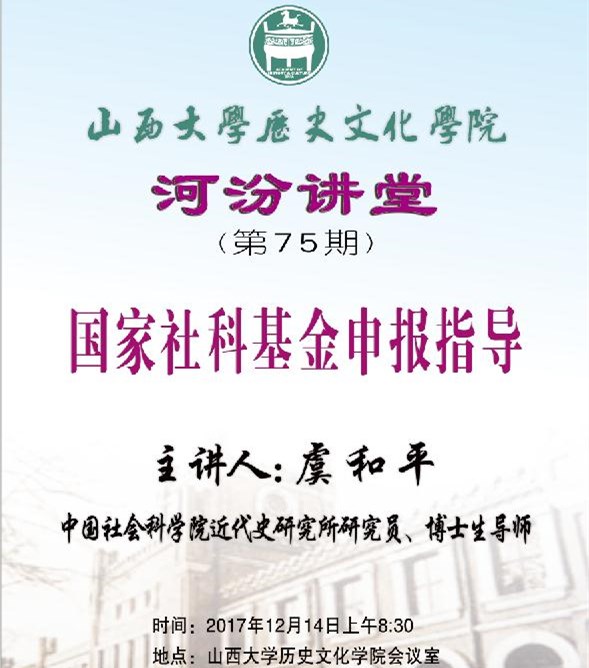 山西大學歷史文化學院
河汾讲堂
（第75期）
国家社科基金申报指导
主讲人：虞和平
中国社会科学院近代史研究所研究员、博士生导师
时间：2017年12月14日上午8:30
地点：山西大学历史文化学院会议室